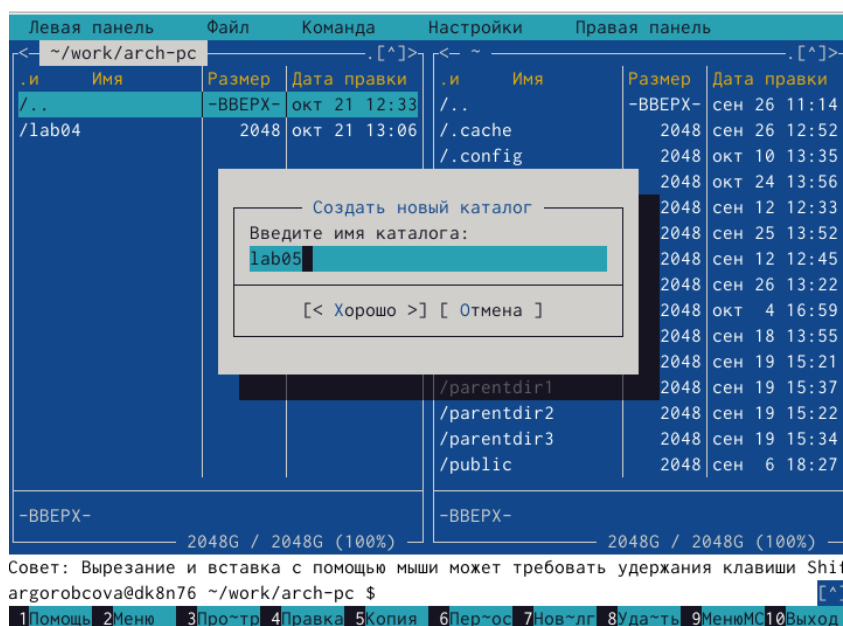 Левая панель Файл Команда Настройки Правая панель
<— ~/work/arch-pc .[^]> <— ~ .[^]>
.и Имя Размер Дата правки .и Имя Размер Дата правки
/.. -ВВЕРХ- окт 21 12:33 /.. -ВВЕРХ- сен 26 11:14
/lab04 2048 окт 21 13:06 /.cache 2048 сен 26 12:52
/.config 2048 окт 10 13:35
2048 окт 24 13:56
Создать новый каталог 2048 сен 12 12:33
Введите имя каталога: 2048 сен 25 13:52
lab05 2048 сен 12 12:45
2048 сен 26 13:22
[< Хорошо >] [ Отмена ] 2048 окт 4 16:59
2048 сен 18 13:55
2048 сен 19 15:21
/parentdir1 2048 сен 19 15:37
/parentdir2 2048 сен 19 15:22
/parentdir3 2048 сен 19 15:34
/public 2048 сен 6 18:27
-ВВЕРХ- -ВВЕРХ-
2048G / 2048G (100%) 2048G / 2048G (100%)
Совет: Вырезание и вставка с помощью мыши может требовать удержания клавиши Shif
argorobcova@dk8n76 ~/work/arch-pc $ [^]
1Помощь 2Меню 3Про~тр 4Правка 5Копия 6Пер~ос 7Нов~лг 8Уда~ть 9МенюMC 10Выход